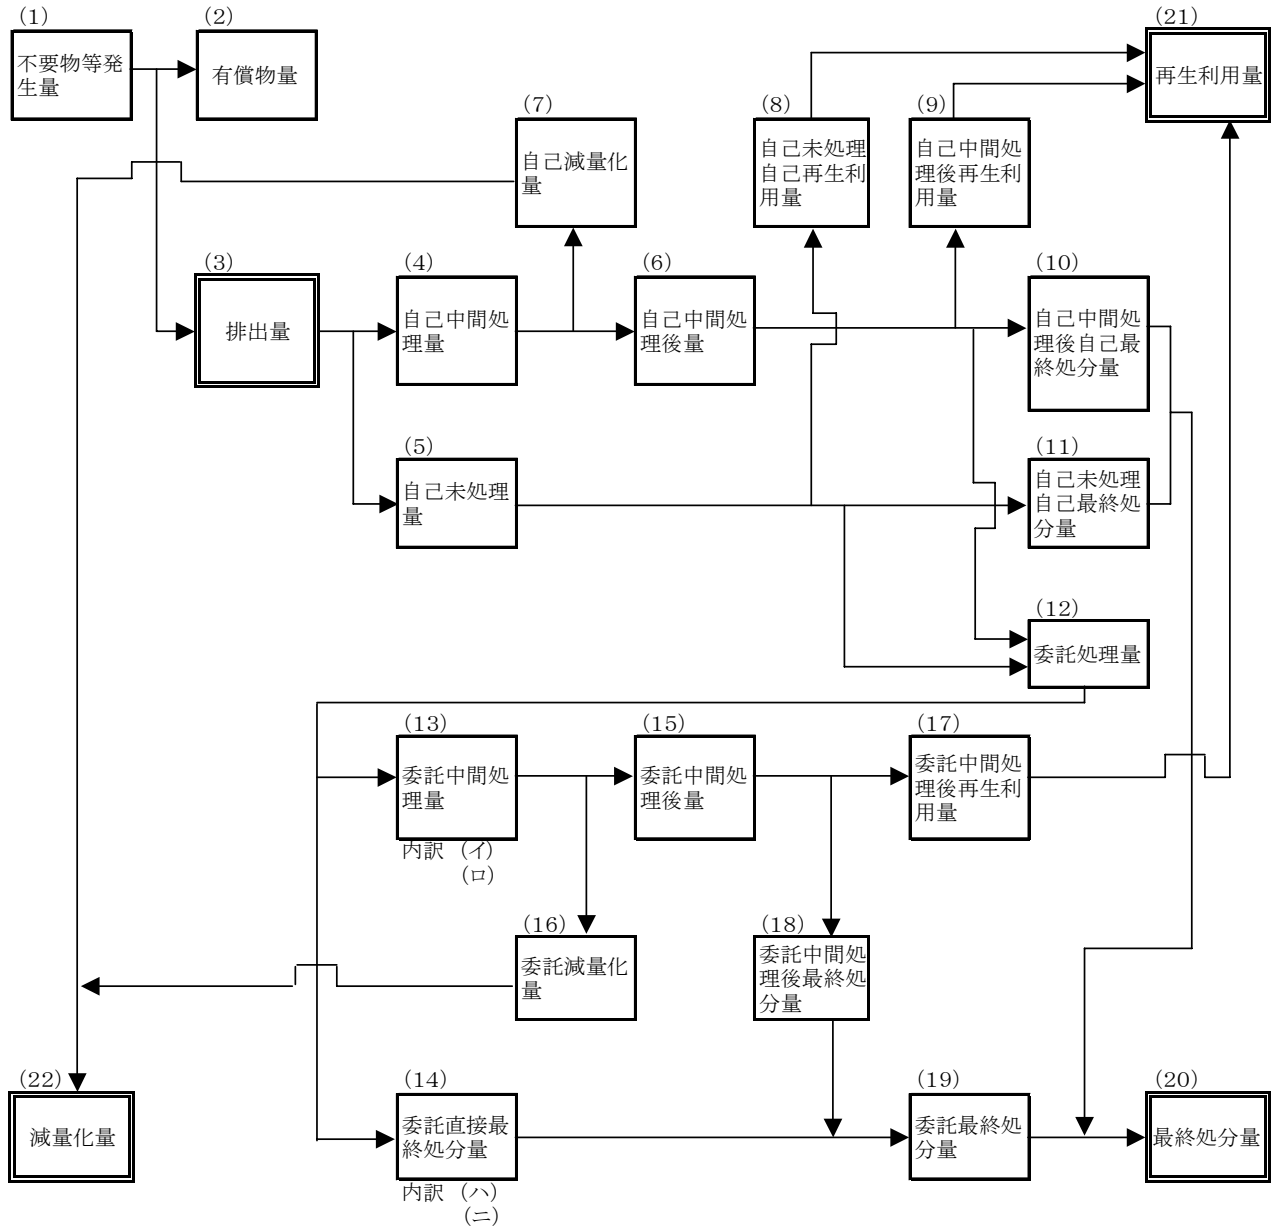 (1)
不要物等発
生量
(2)
有償物量
(21)
再生利用量
(7)
自己減量化
量
(8)
自己未処理
自己再生利
用量
(9)
自己中間処
理後再生利
用量
(3)
排出量
(4)
自己中間処
理量
(6)
自己中間処
理後量
(10)
自己中間処
理後自己最
終処分量
(5)
自己未処理
量
(11)
自己未処理
自己最終処
分量
(12)
委託処理量
(13)
委託中間処
理量
内訳 (イ)
(ロ)
(15)
委託中間処
理後量
(17)
委託中間処
理後再生利
用量
(16)
委託減量化
量
(18)
委託中間処
理後最終処
分量
(22)
減量化量
(14)
委託直接最
終処分量
内訳 (ハ)
(ニ)
(19)
委託最終処
分量
(20)
最終処分量